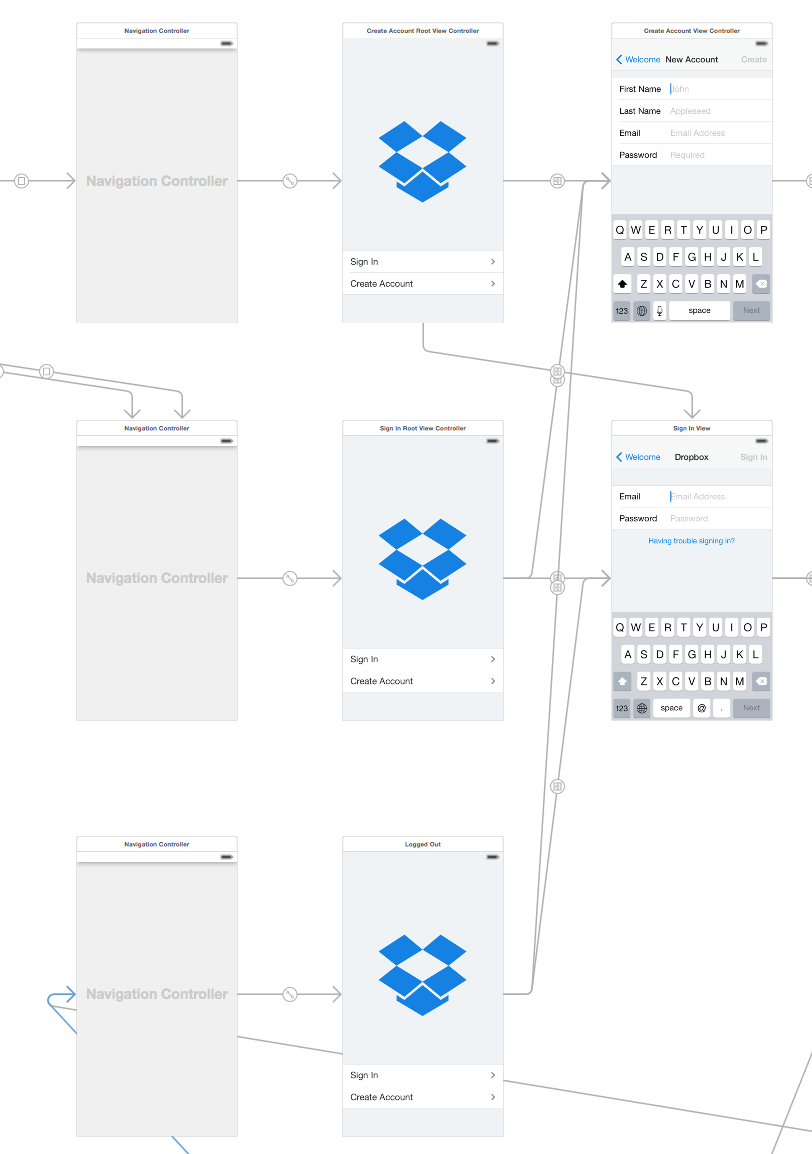 Navigation Controller
Create Account Root View Controller
Create Account View Controller
Welcome New Account Create
First Name John
Last Name Appleseed
Email Email Address
Password Required
Navigation Controller
Q W E R T Y U I O P
A S D F G H J K L
Z X C V B N M
123 space Next
Sign In
Create Account
Navigation Controller
Sign In Root View Controller
Sign In View
Welcome Dropbox Sign In
Email Email Address
Password Password
Having trouble signing in?
Navigation Controller
Q W E R T Y U I O P
A S D F G H J K L
Z X C V B N M
123 space @ . Next
Sign In
Create Account
Navigation Controller
Logged Out
Navigation Controller
Sign In
Create Account